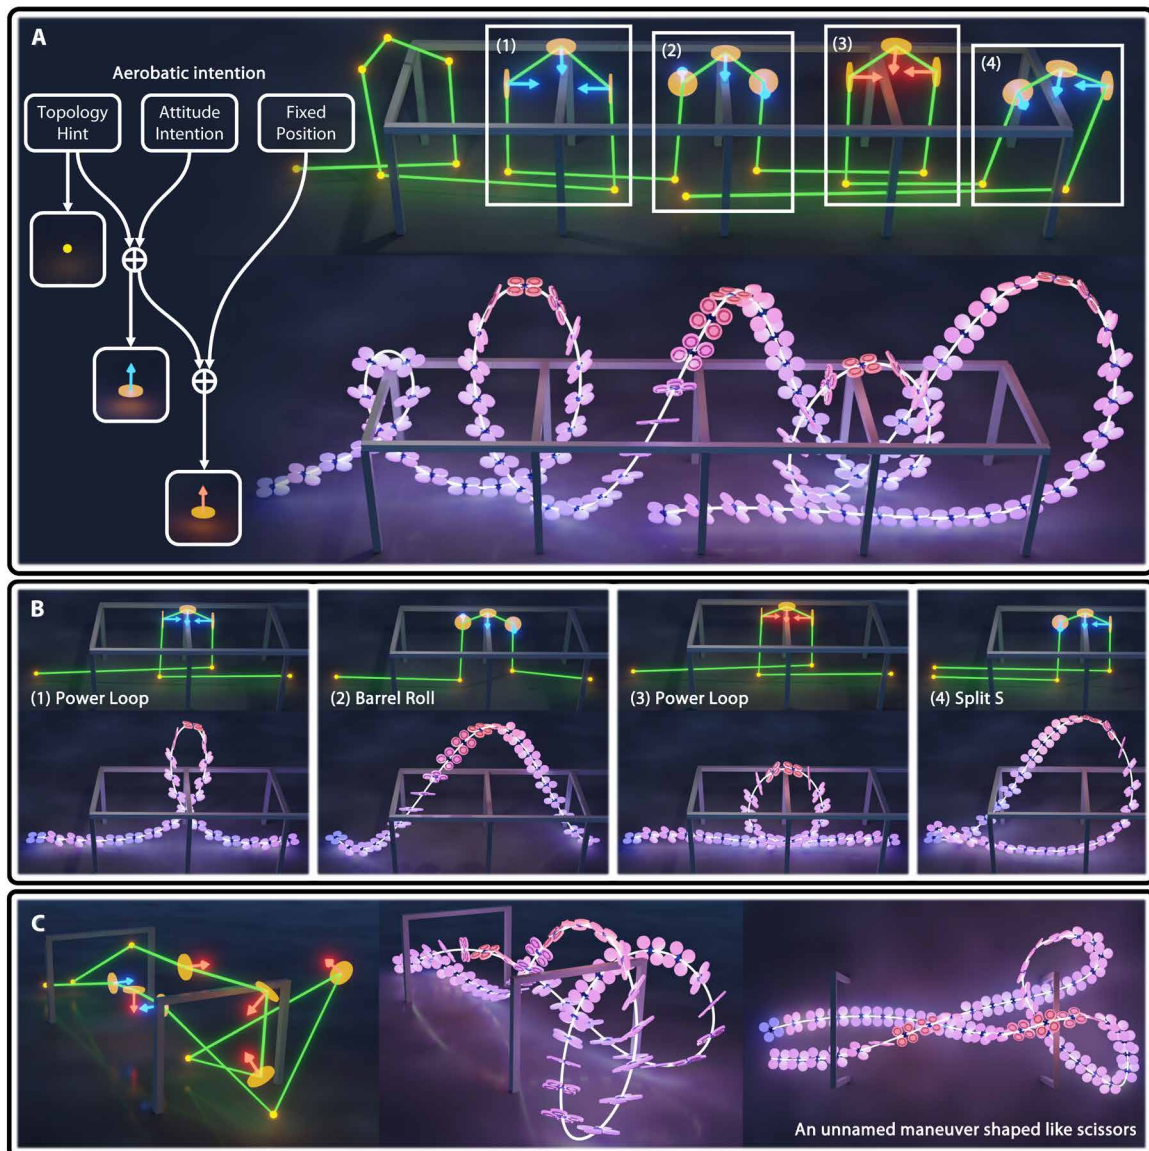 A
Aerobatic intention
Topology
Hint
Attitude
Intention
Fixed
Position
(1)
(2)
(3)
(4)
B
(1) Power Loop
(2) Barrel Roll
(3) Power Loop
(4) Split S
C
An unnamed maneuver shaped like scissors